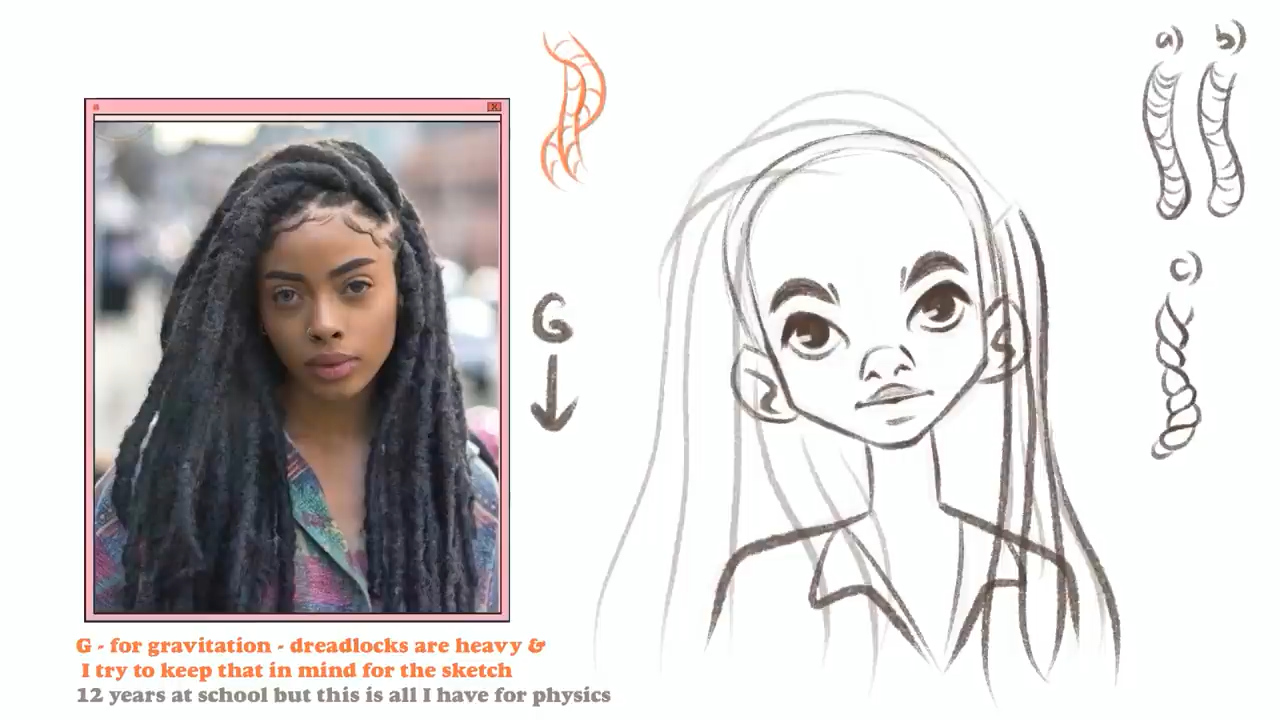 a) b)
c)
G
G - for gravitation - dreadlocks are heavy &
I try to keep that in mind for the sketch
12 years at school but this is all I have for physics